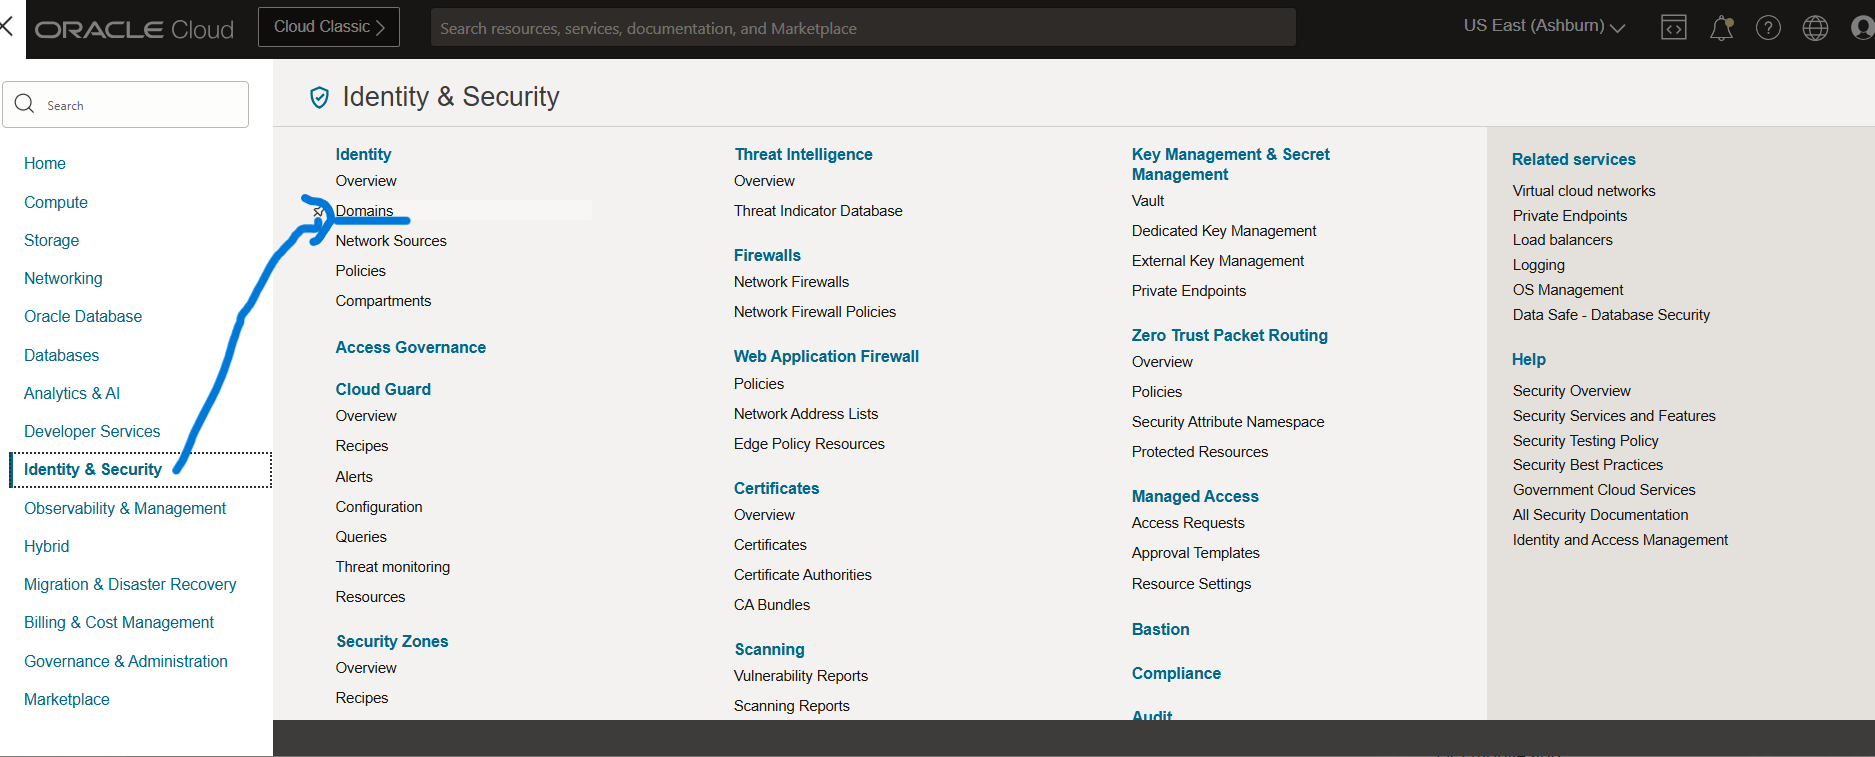 ORACLE Cloud
Cloud Classic
Search resources, services, documentation, and Marketplace
US East (Ashburn)
Search
Home
Compute
Storage
Networking
Oracle Database
Databases
Analytics & AI
Developer Services
Identity & Security
Observability & Management
Hybrid
Migration & Disaster Recovery
Billing & Cost Management
Governance & Administration
Marketplace
Identity & Security
Identity
Overview
Domains
Network Sources
Policies
Compartments
Access Governance
Cloud Guard
Overview
Recipes
Alerts
Configuration
Queries
Threat monitoring
Resources
Security Zones
Overview
Recipes
Threat Intelligence
Overview
Threat Indicator Database
Firewalls
Network Firewalls
Network Firewall Policies
Web Application Firewall
Policies
Network Address Lists
Edge Policy Resources
Certificates
Overview
Certificates
Certificate Authorities
CA Bundles
Scanning
Vulnerability Reports
Scanning Reports
Key Management & Secret
Management
Vault
Dedicated Key Management
External Key Management
Private Endpoints
Zero Trust Packet Routing
Overview
Policies
Security Attribute Namespace
Protected Resources
Managed Access
Access Requests
Approval Templates
Resource Settings
Bastion
Compliance
Audit
Related services
Virtual cloud networks
Private Endpoints
Load balancers
Logging
OS Management
Data Safe - Database Security
Help
Security Overview
Security Services and Features
Security Testing Policy
Security Best Practices
Government Cloud Services
All Security Documentation
Identity and Access Management